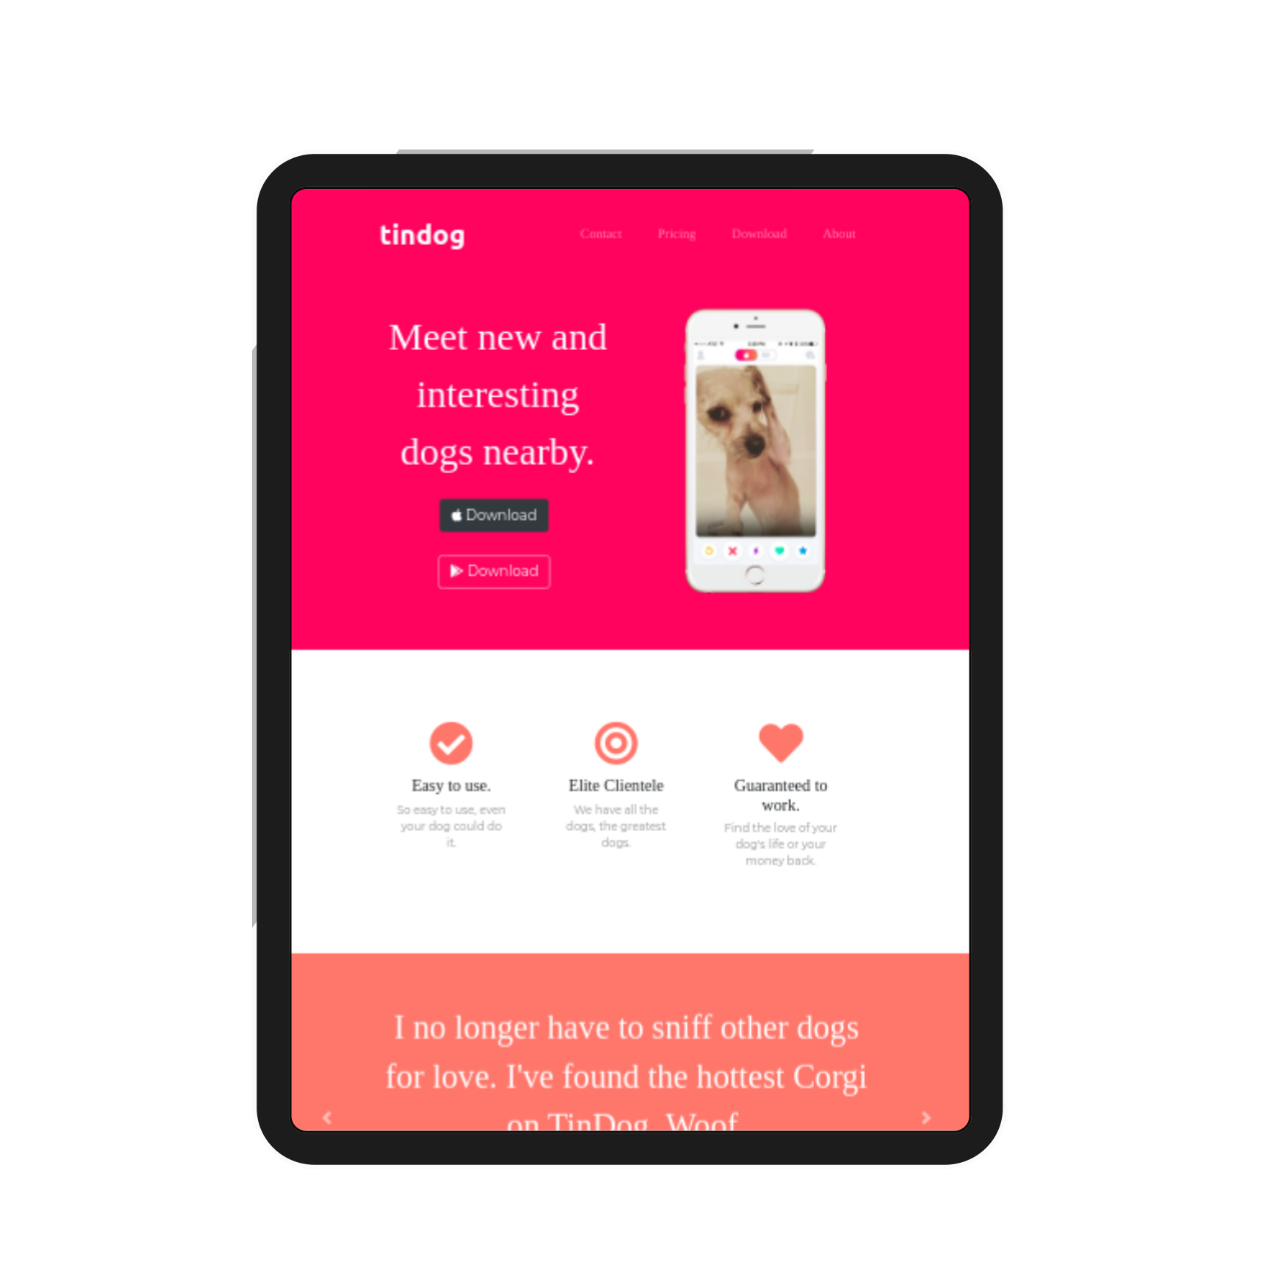 tindog
Contact Pricing Download About
Meet new and
interesting
dogs nearby.
Download
Download
Easy to use.
So easy to use, even
your dog could do
it.
Elite Clientele
We have all the
dogs, the greatest
dogs.
Guaranteed to
work.
Find the love of your
dog's life or your
money back.
I no longer have to sniff other dogs
for love. I've found the hottest Corgi
on TinDog. Woof.